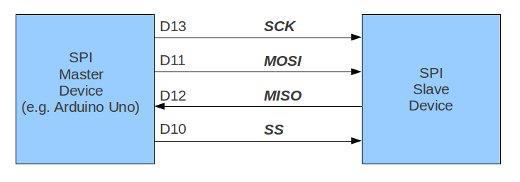 SPI
Master
Device
(e.g. Arduino Uno)
D13 SCK
D11 MOSI
D12 MISO
D10 SS
SPI
Slave
Device